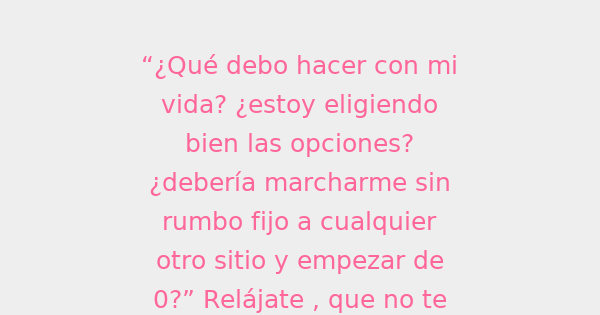 “¿Qué debo hacer con mi
vida? ¿estoy eligiendo
bien las opciones?
¿debería marcharme sin
rumbo fijo a cualquier
otro sitio y empezar de
0?” Relájate , que no te